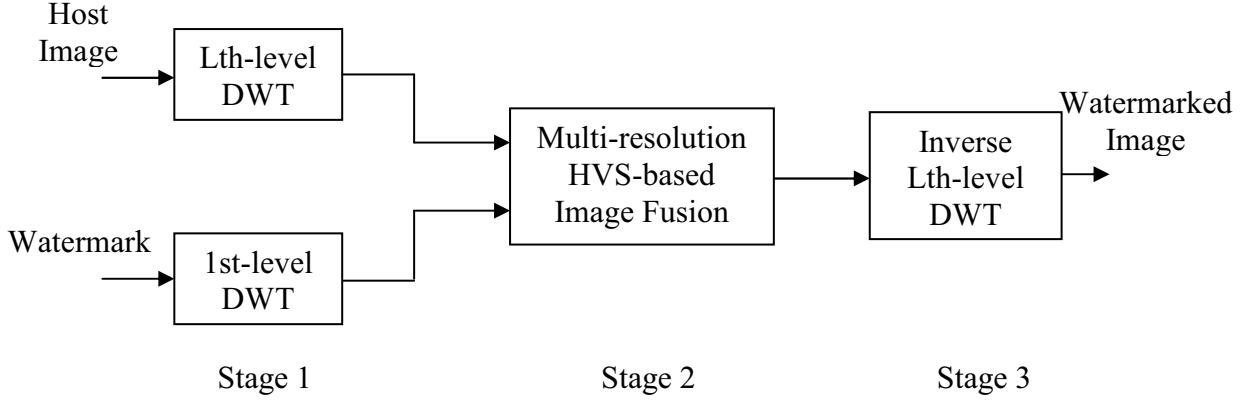 Host
Image
Lth-level
DWT
Watermark
1st-level
DWT
Multi-resolution
HVS-based
Image Fusion
Inverse
Lth-level
DWT
Watermarked
Image
Stage 1
Stage 2
Stage 3